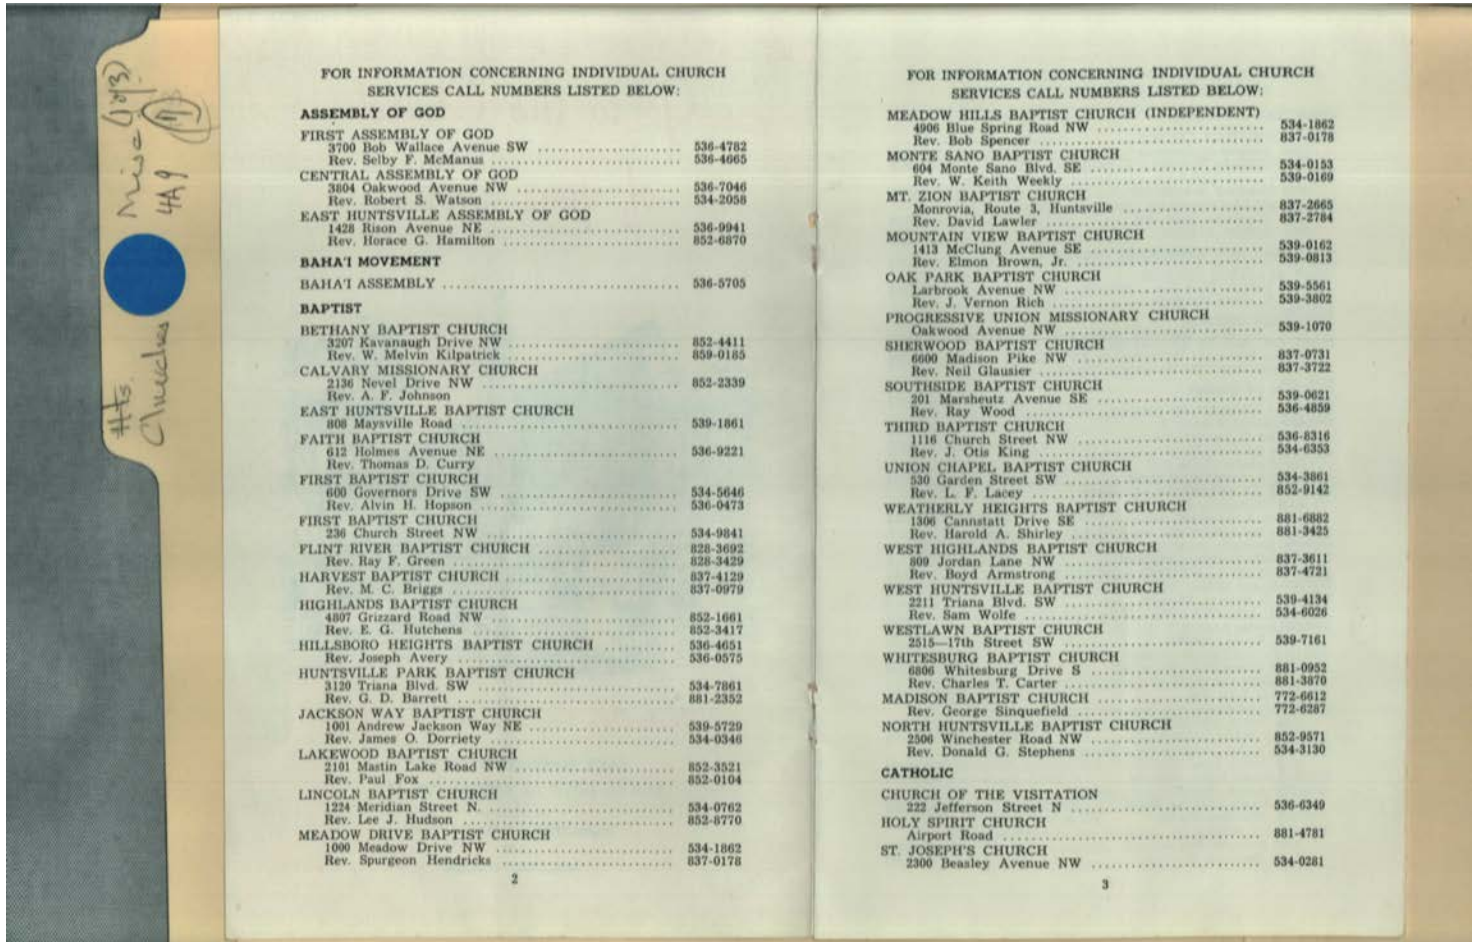 Misc (1 of 3)
4A9
Hts.
Churches
FOR INFORMATION CONCERNING INDIVIDUAL CHURCH
SERVICES CALL NUMBERS LISTED BELOW:
ASSEMBLY OF GOD
FIRST ASSEMBLY OF GOD
3700 Bob Wallace Avenue SW ........ 536-4782
Rev. Selby F. McManus ........ 536-4665
CENTRAL ASSEMBLY OF GOD
3804 Oakwood Avenue NW ........ 536-7046
Rev. Robert S. Watson ........ 534-2058
EAST HUNTSVILLE ASSEMBLY OF GOD
1428 Rison Avenue NE ........ 536-9941
Rev. Horace G. Hamilton ........ 852-6870
BAHA'I MOVEMENT
BAHA'I ASSEMBLY ........ 536-5705
BAPTIST
BETHANY BAPTIST CHURCH
3207 Kavanaugh Drive NW ........ 852-4411
Rev. W. Melvin Kilpatrick ........ 859-0185
CALVARY MISSIONARY CHURCH
2136 Nevel Drive NW ........ 852-2339
Rev. A. F. Johnson
EAST HUNTSVILLE BAPTIST CHURCH
808 Maysville Road ........ 539-1861
FAITH BAPTIST CHURCH
612 Holmes Avenue NE ........ 536-9221
Rev. Thomas D. Curry
FIRST BAPTIST CHURCH
600 Governors Drive SW ........ 534-5646
Rev. Alvin H. Hopson ........ 536-0473
FIRST BAPTIST CHURCH
236 Church Street NW ........ 534-9841
FLINT RIVER BAPTIST CHURCH ........ 828-3692
Rev. Ray F. Green ........ 828-3429
HARVEST BAPTIST CHURCH ........ 837-4129
Rev. M. C. Briggs ........ 837-0979
HIGHLANDS BAPTIST CHURCH
4807 Grizzard Road NW ........ 852-1661
Rev. E. G. Hutchens ........ 852-3417
HILLSBORO HEIGHTS BAPTIST CHURCH ........ 536-4651
Rev. Joseph Avery ........ 536-0575
HUNTSVILLE PARK BAPTIST CHURCH
3120 Triana Blvd. SW ........ 534-7861
Rev. G. D. Barrett ........ 881-2352
JACKSON WAY BAPTIST CHURCH
1001 Andrew Jackson Way NE ........ 539-5729
Rev. James O. Dorriety ........ 534-0346
LAKEWOOD BAPTIST CHURCH
2101 Mastin Lake Road NW ........ 852-3521
Rev. Paul Fox ........ 852-0104
LINCOLN BAPTIST CHURCH
1224 Meridian Street N. ........ 534-0762
Rev. Lee J. Hudson ........ 852-8770
MEADOW DRIVE BAPTIST CHURCH
1000 Meadow Drive NW ........ 534-1862
Rev. Spurgeon Hendricks ........ 837-0178
2
FOR INFORMATION CONCERNING INDIVIDUAL CHURCH
SERVICES CALL NUMBERS LISTED BELOW:
MEADOW HILLS BAPTIST CHURCH (INDEPENDENT)
4906 Blue Spring Road NW ........ 534-1862
Rev. Bob Spencer ........ 837-0178
MONTE SANO BAPTIST CHURCH
604 Monte Sano Blvd. SE ........ 534-0153
Rev. W. Keith Weekly ........ 539-0169
MT. ZION BAPTIST CHURCH
Monrovia, Route 3, Huntsville ........ 837-2665
Rev. David Lawler ........ 837-2784
MOUNTAIN VIEW BAPTIST CHURCH
1413 McClung Avenue SE ........ 539-0162
Rev. Elmon Brown, Jr. ........ 539-0813
OAK PARK BAPTIST CHURCH
Larbrook Avenue NW ........ 539-5561
Rev. J. Vernon Rich ........ 539-3802
PROGRESSIVE UNION MISSIONARY CHURCH
Oakwood Avenue NW ........ 539-1070
SHERWOOD BAPTIST CHURCH
6600 Madison Pike NW ........ 837-0731
Rev. Neil Glausier ........ 837-3722
SOUTHSIDE BAPTIST CHURCH
201 Marsheutz Avenue SE ........ 539-0621
Rev. Ray Wood ........ 536-4859
THIRD BAPTIST CHURCH
1116 Church Street NW ........ 536-8316
Rev. J. Otis King ........ 534-6353
UNION CHAPEL BAPTIST CHURCH
530 Garden Street SW ........ 534-3861
Rev. L. F. Lacey ........ 852-9142
WEATHERLY HEIGHTS BAPTIST CHURCH
1306 Cannstatt Drive SE ........ 881-6882
Rev. Harold A. Shirley ........ 881-3425
WEST HIGHLANDS BAPTIST CHURCH
809 Jordan Lane NW ........ 837-3611
Rev. Boyd Armstrong ........ 837-4721
WEST HUNTSVILLE BAPTIST CHURCH
2211 Triana Blvd. SW ........ 539-4134
Rev. Sam Wolfe ........ 534-6026
WESTLAWN BAPTIST CHURCH
2515—17th Street SW ........ 539-7161
WHITESBURG BAPTIST CHURCH
6806 Whitesburg Drive S ........ 881-0952
Rev. Charles T. Carter ........ 881-3870
MADISON BAPTIST CHURCH ........ 772-6612
Rev. George Sinquefield ........ 772-6287
NORTH HUNTSVILLE BAPTIST CHURCH
2506 Winchester Road NW ........ 852-9571
Rev. Donald G. Stephens ........ 534-3130
CATHOLIC
CHURCH OF THE VISITATION
222 Jefferson Street N ........ 536-6349
HOLY SPIRIT CHURCH
Airport Road ........ 881-4781
ST. JOSEPH'S CHURCH
2300 Beasley Avenue NW ........ 534-0281
3